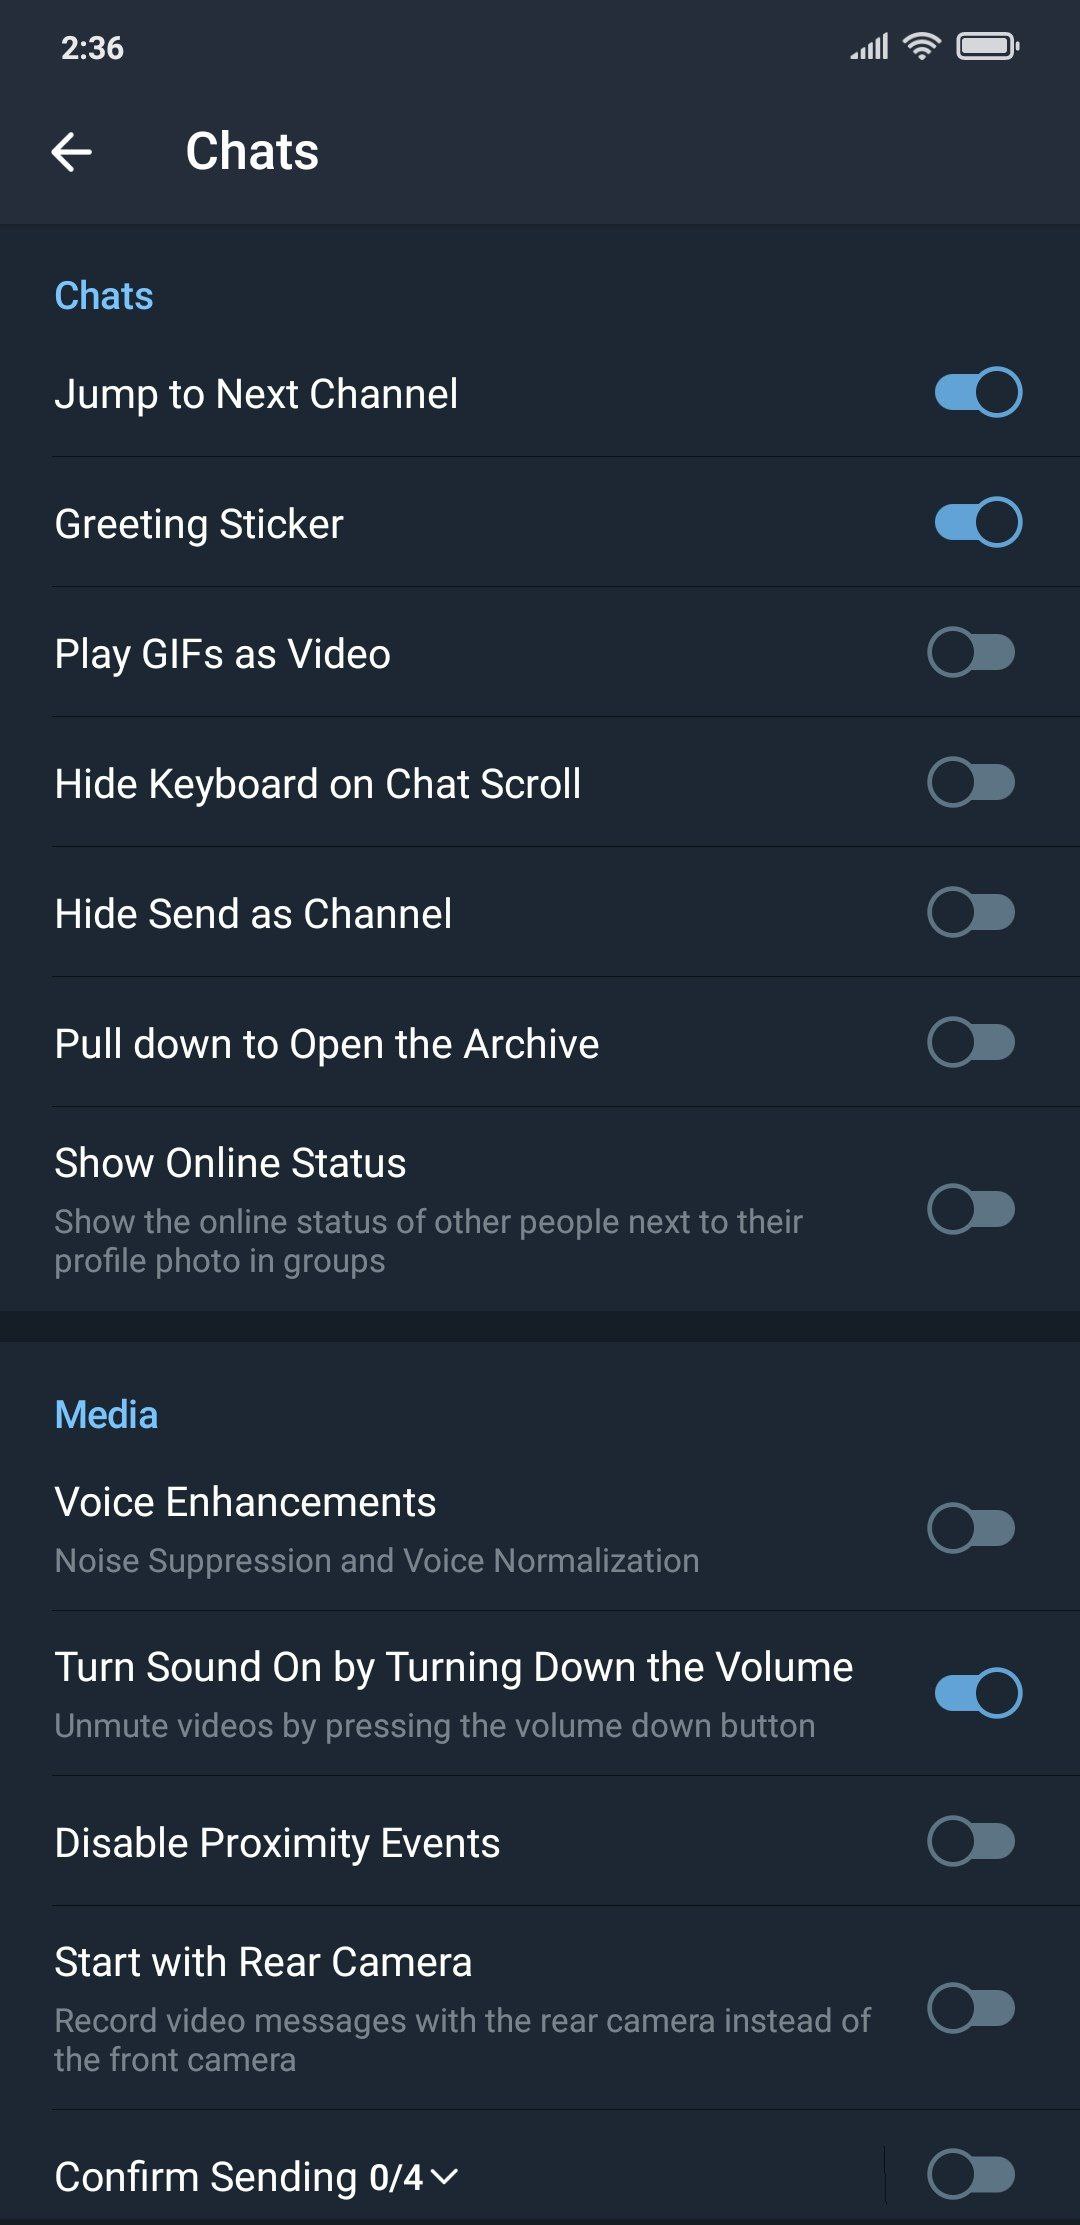 2:36
Chats
Chats
Jump to Next Channel
Greeting Sticker
Play GIFs as Video
Hide Keyboard on Chat Scroll
Hide Send as Channel
Pull down to Open the Archive
Show Online Status
Show the online status of other people next to their
profile photo in groups
Media
Voice Enhancements
Noise Suppression and Voice Normalization
Turn Sound On by Turning Down the Volume
Unmute videos by pressing the volume down button
Disable Proximity Events
Start with Rear Camera
Record video messages with the rear camera instead of
the front camera
Confirm Sending 0/4